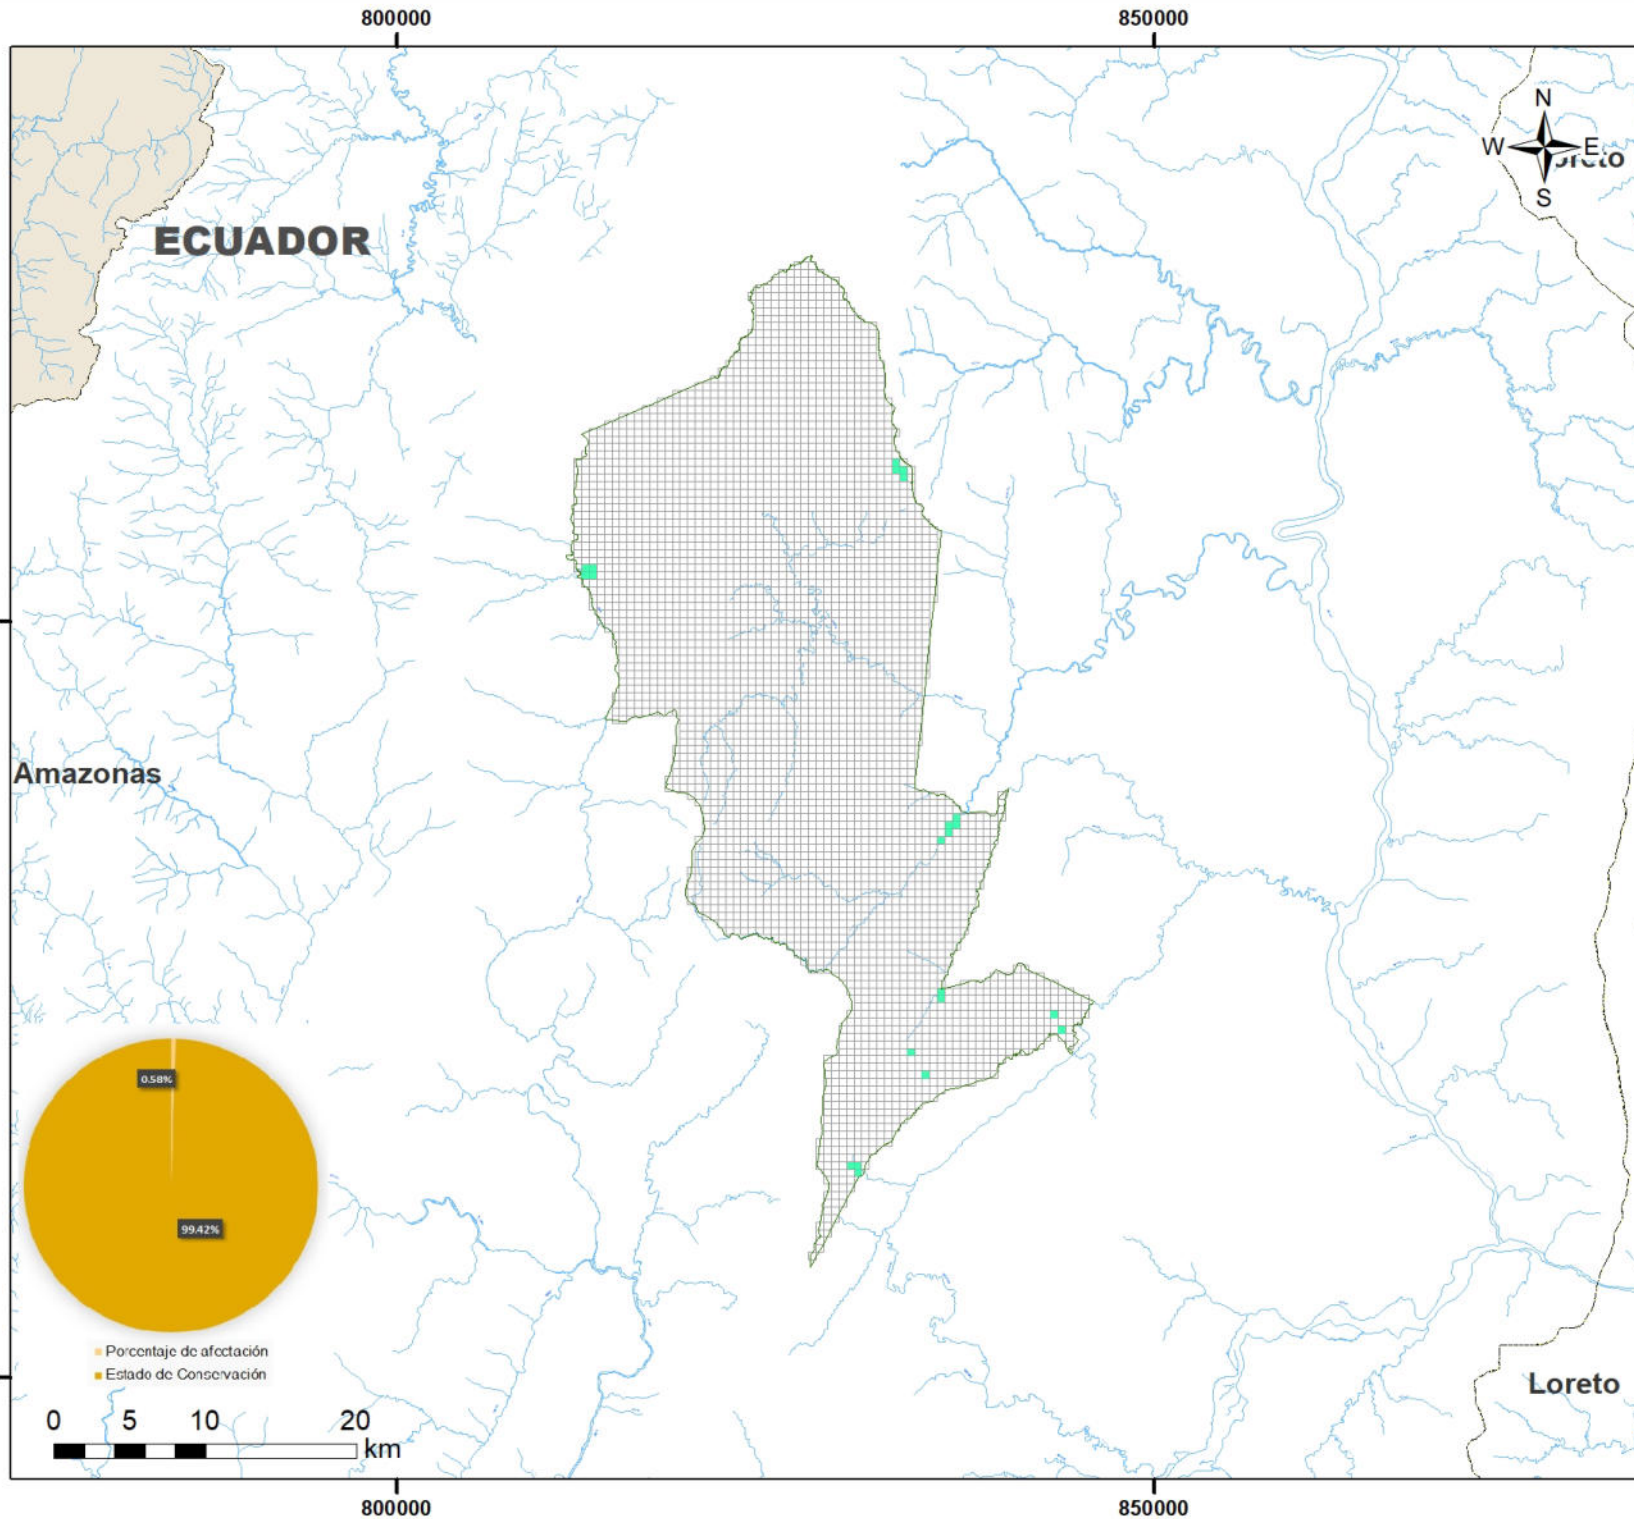 800000
850000
N
W
E
S
oreto
ECUADOR
Amazonas
0.58%
99.42%
Porcentaje de afectación
Estado de Conservación
Loreto
0
5
10
20
km
800000
850000